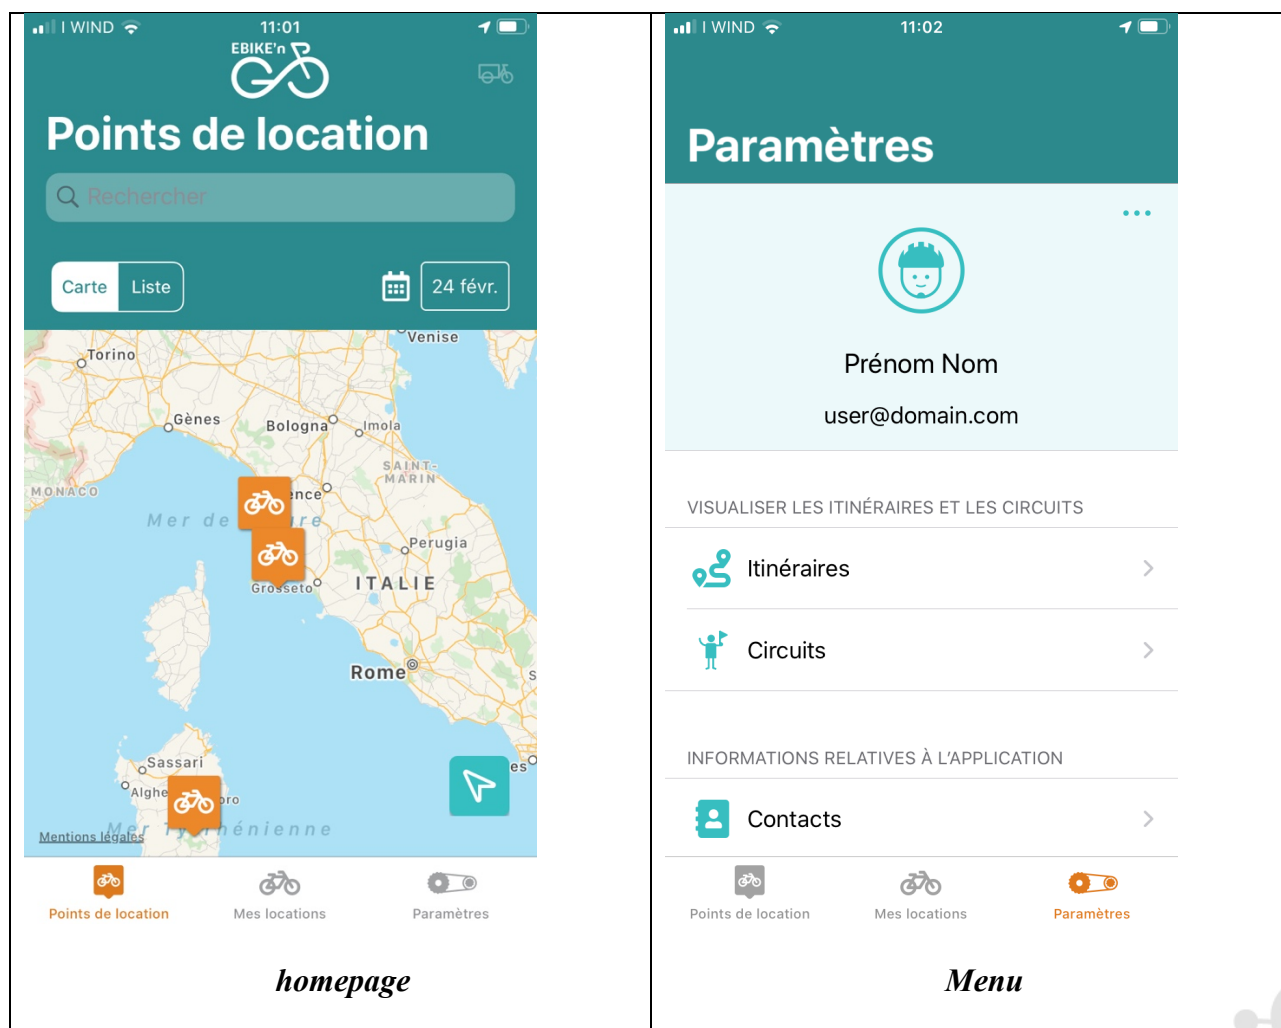 I WIND
11:01
EBIKE'n
GO
Points de location
Rechercher
Carte
Liste
24 févr.
Venise
Torino
Gênes
Bologna
Imola
SAINT-
MARIN
MONACO
Mer de
Perugia
Grosseto
ITALIE
Rome
Sassari
Mentions légales
Points de location
Mes locations
Paramètres
homepage
I WIND
11:02
Paramètres
Prénom Nom
user@domain.com
VISUALISER LES ITINÉRAIRES ET LES CIRCUITS
Itinéraires
Circuits
INFORMATIONS RELATIVES À L'APPLICATION
Contacts
Points de location
Mes locations
Paramètres
Menu